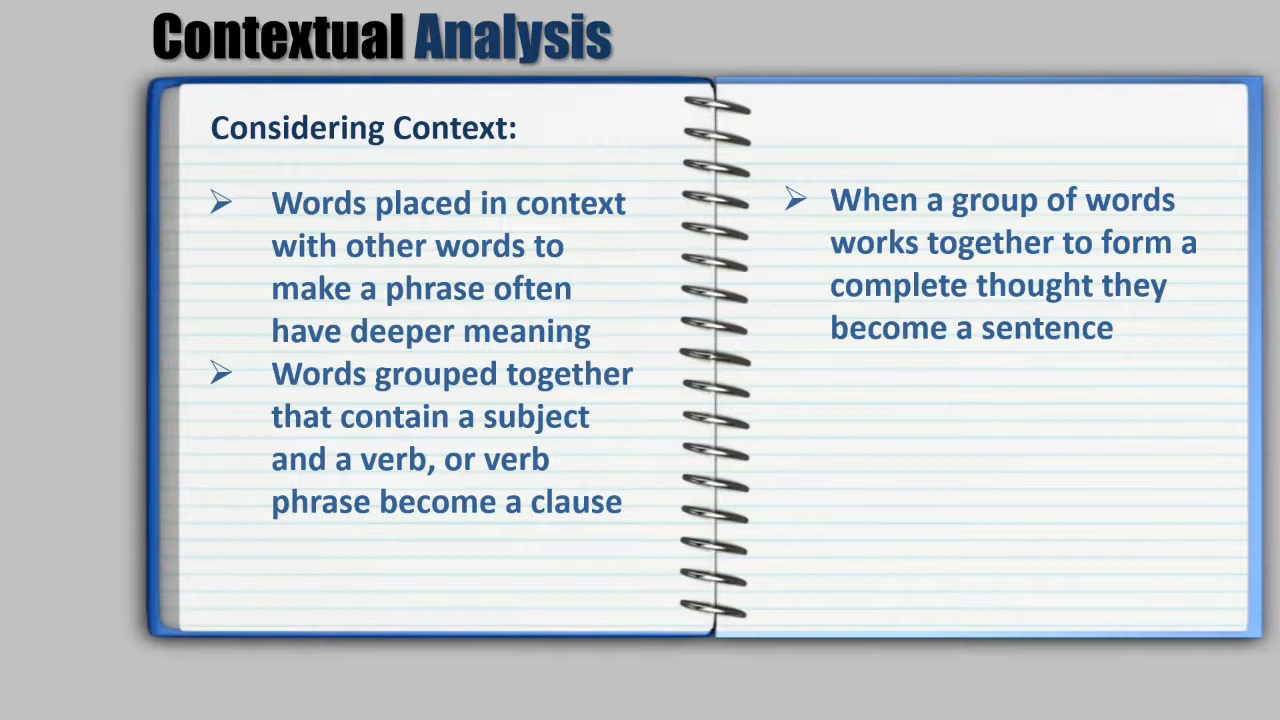 Contextual Analysis
Considering Context:
Words placed in context
with other words to
make a phrase often
have deeper meaning
Words grouped together
that contain a subject
and a verb, or verb
phrase become a clause
When a group of words
works together to form a
complete thought they
become a sentence